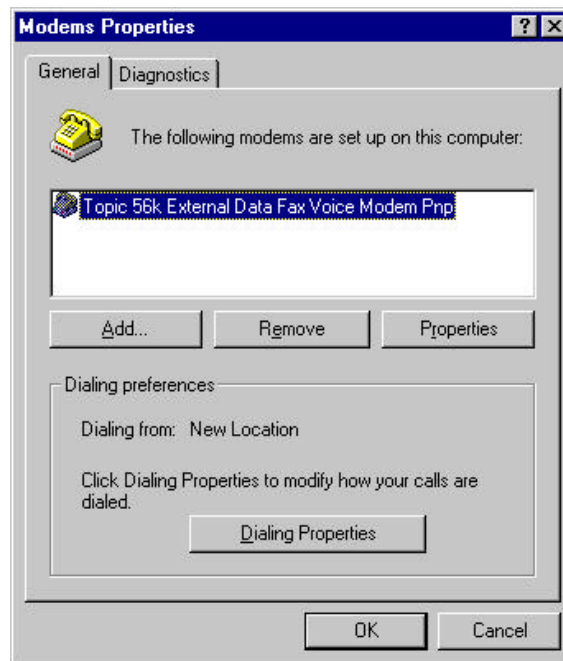 Modems Properties
General Diagnostics
The following modems are set up on this computer:
Topic 56k External Data Fax Voice Modem Pnp
Add... Remove Properties
Dialing preferences
Dialing from: New Location
Click Dialing Properties to modify how your calls are
dialed.
Dialing Properties
OK Cancel